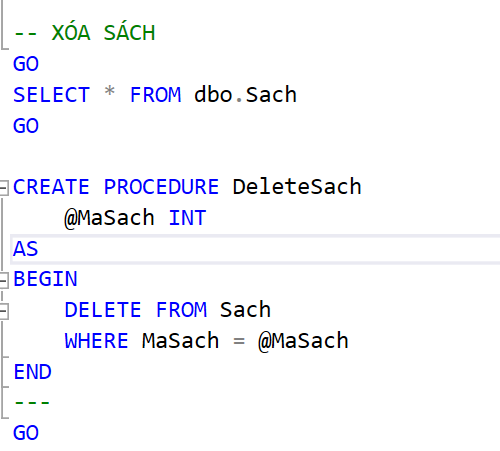 -- XÓA SÁCH
GO
SELECT * FROM dbo.Sach
GO
CREATE PROCEDURE DeleteSach
    @MaSach INT
AS
BEGIN
    DELETE FROM Sach
    WHERE MaSach = @MaSach
END
---
GO